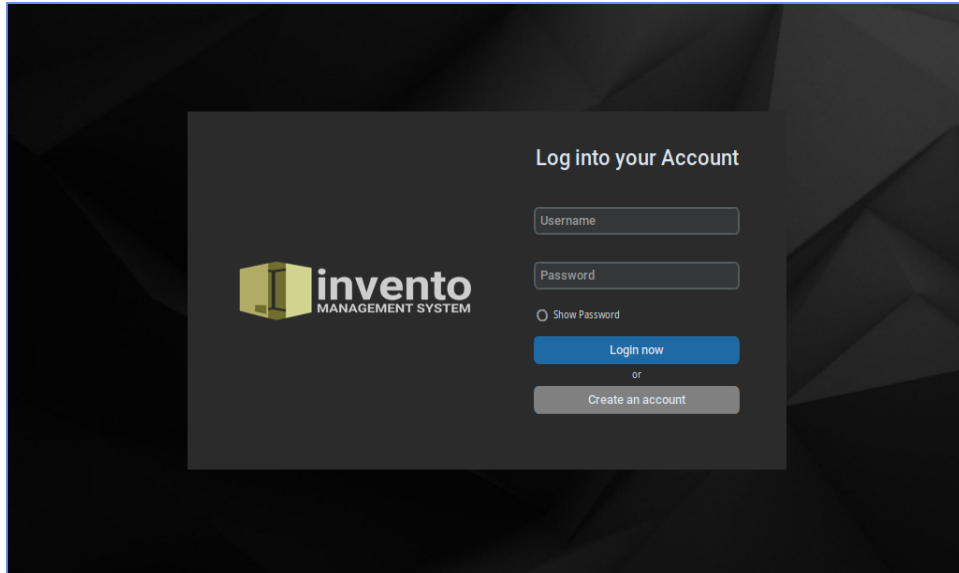 invento
MANAGEMENT SYSTEM
Log into your Account
Username
Password
Show Password
Login now
or
Create an account